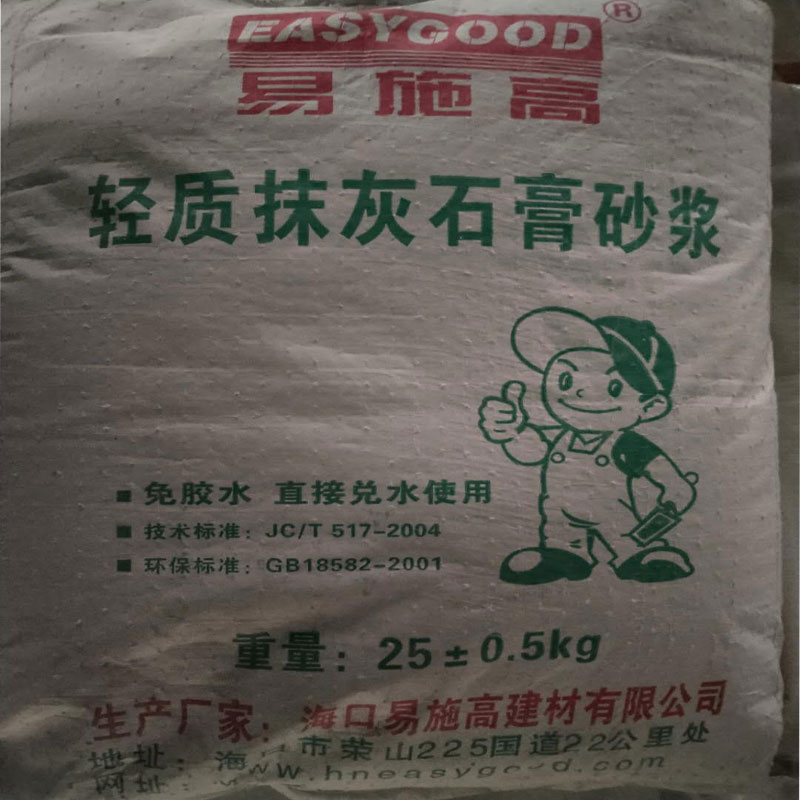 EASYGOOD®
易施高
轻质抹灰石膏砂浆
■ 免胶水 直接兑水使用
■ 技术标准：JC/T 517-2004
■ 环保标准：GB18582-2001
重量：25±0.5kg
生产厂家：海口易施高建材有限公司
地址：海 市荣山225国道22公里处
网址：www.hneasygood.com